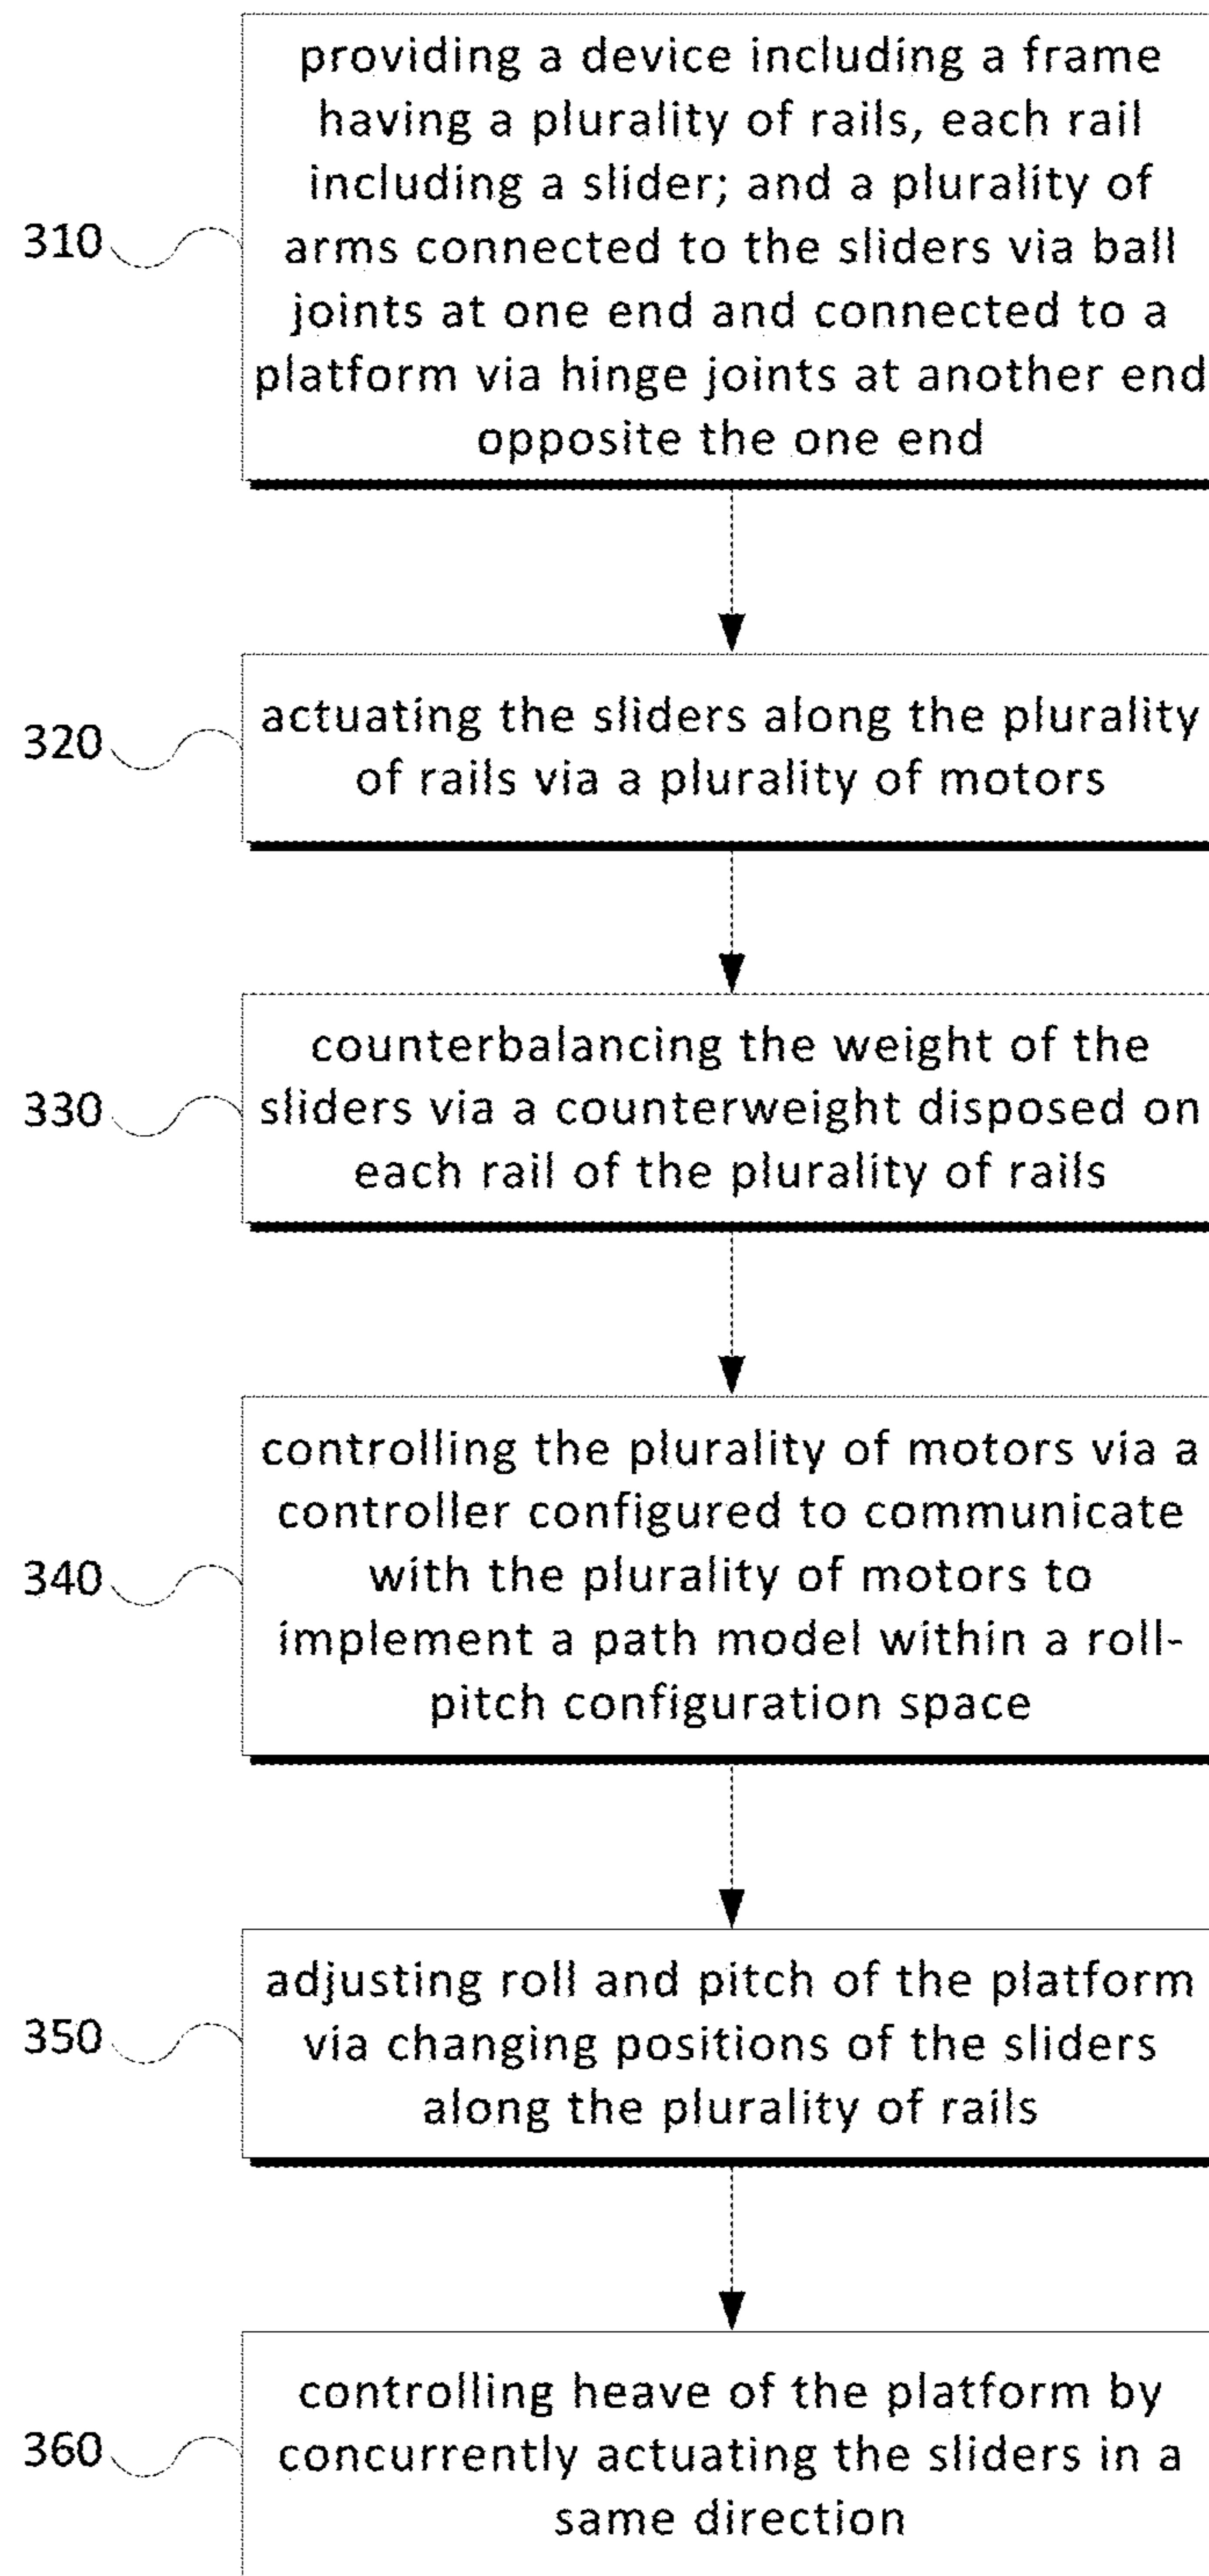 providing a device including a frame
having a plurality of rails, each rail
including a slider; and a plurality of
310
arms connected to the sliders via ball
joints at one end and connected to a
platform via hinge joints at another end
opposite the one end
320
actuating the sliders along the plurality
of rails via a plurality of motors
counterbalancing the weight of the
330
sliders via a counterweight disposed on
each rail of the plurality of rails
controlling the plurality of motors via a
controller configured to communicate
340
with the plurality of motors to
implement a path model within a roll-
pitch configuration space
adjusting roll and pitch of the platform
350
via changing positions of the sliders
along the plurality of rails
controlling heave of the platform by
360
concurrently actuating the sliders in a
same direction